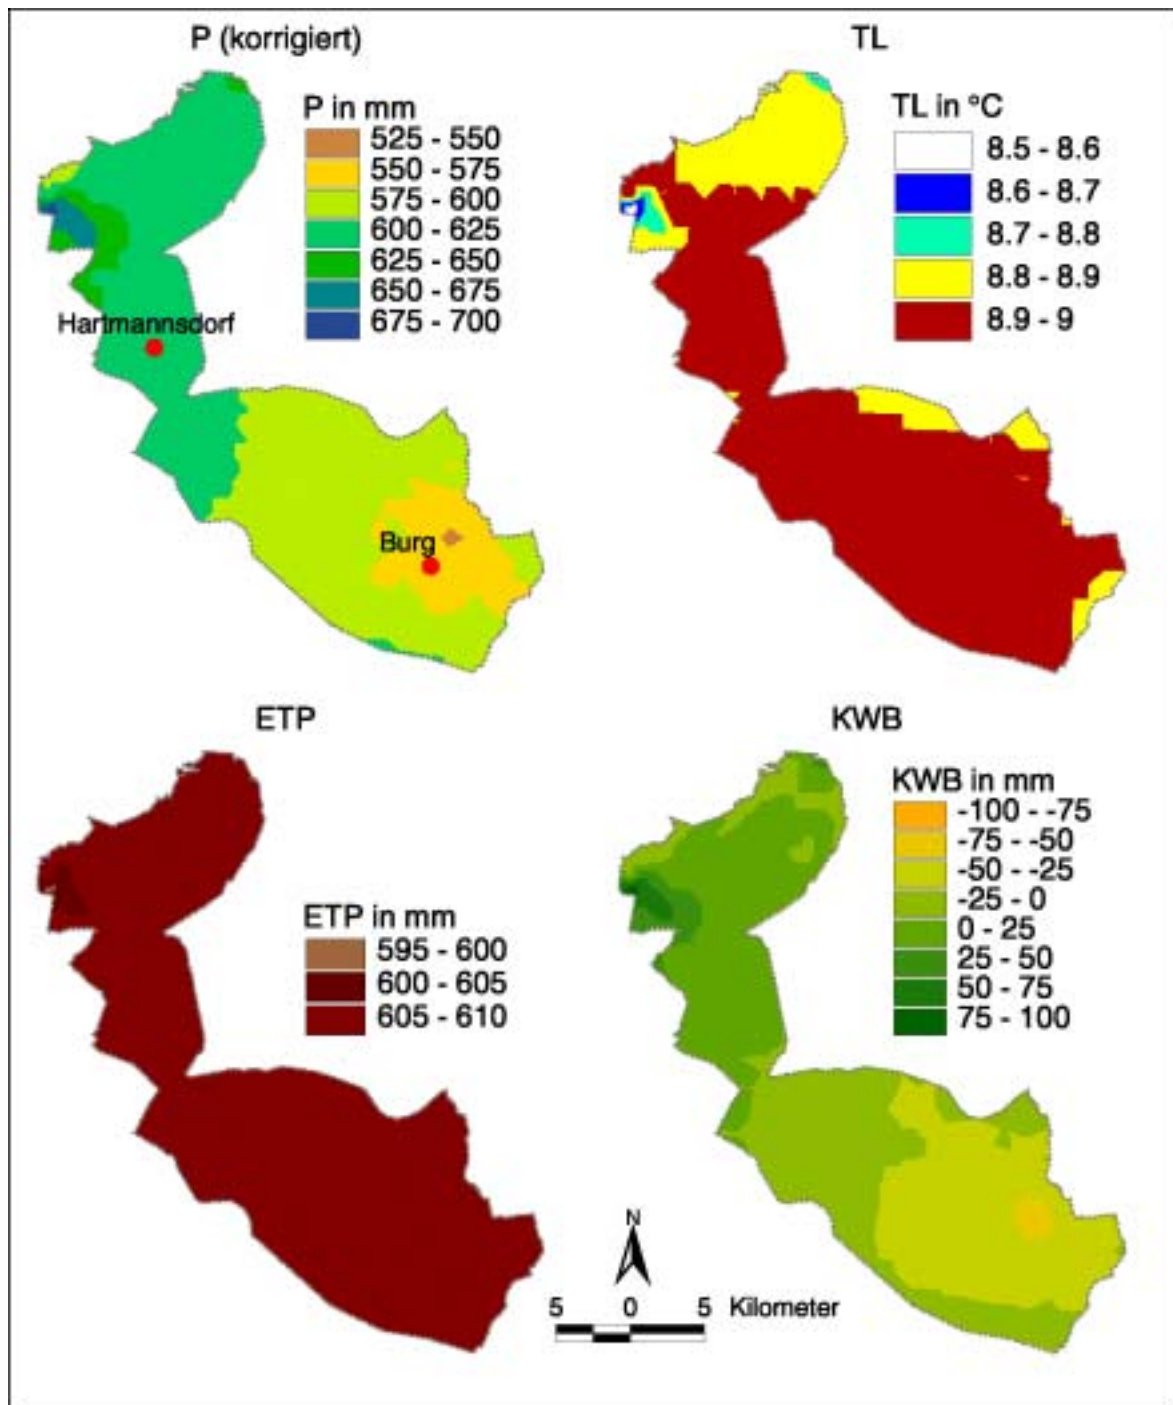 P (korrigiert)
P in mm
525 - 550
550 - 575
575 - 600
600 - 625
625 - 650
650 - 675
675 - 700
Hartmannsdorf
Burg
TL
TL in °C
8.5 - 8.6
8.6 - 8.7
8.7 - 8.8
8.8 - 8.9
8.9 - 9
ETP
ETP in mm
595 - 600
600 - 605
605 - 610
KWB
KWB in mm
-100 - -75
-75 - -50
-50 - -25
-25 - 0
0 - 25
25 - 50
50 - 75
75 - 100
N
5 0 5 Kilometer